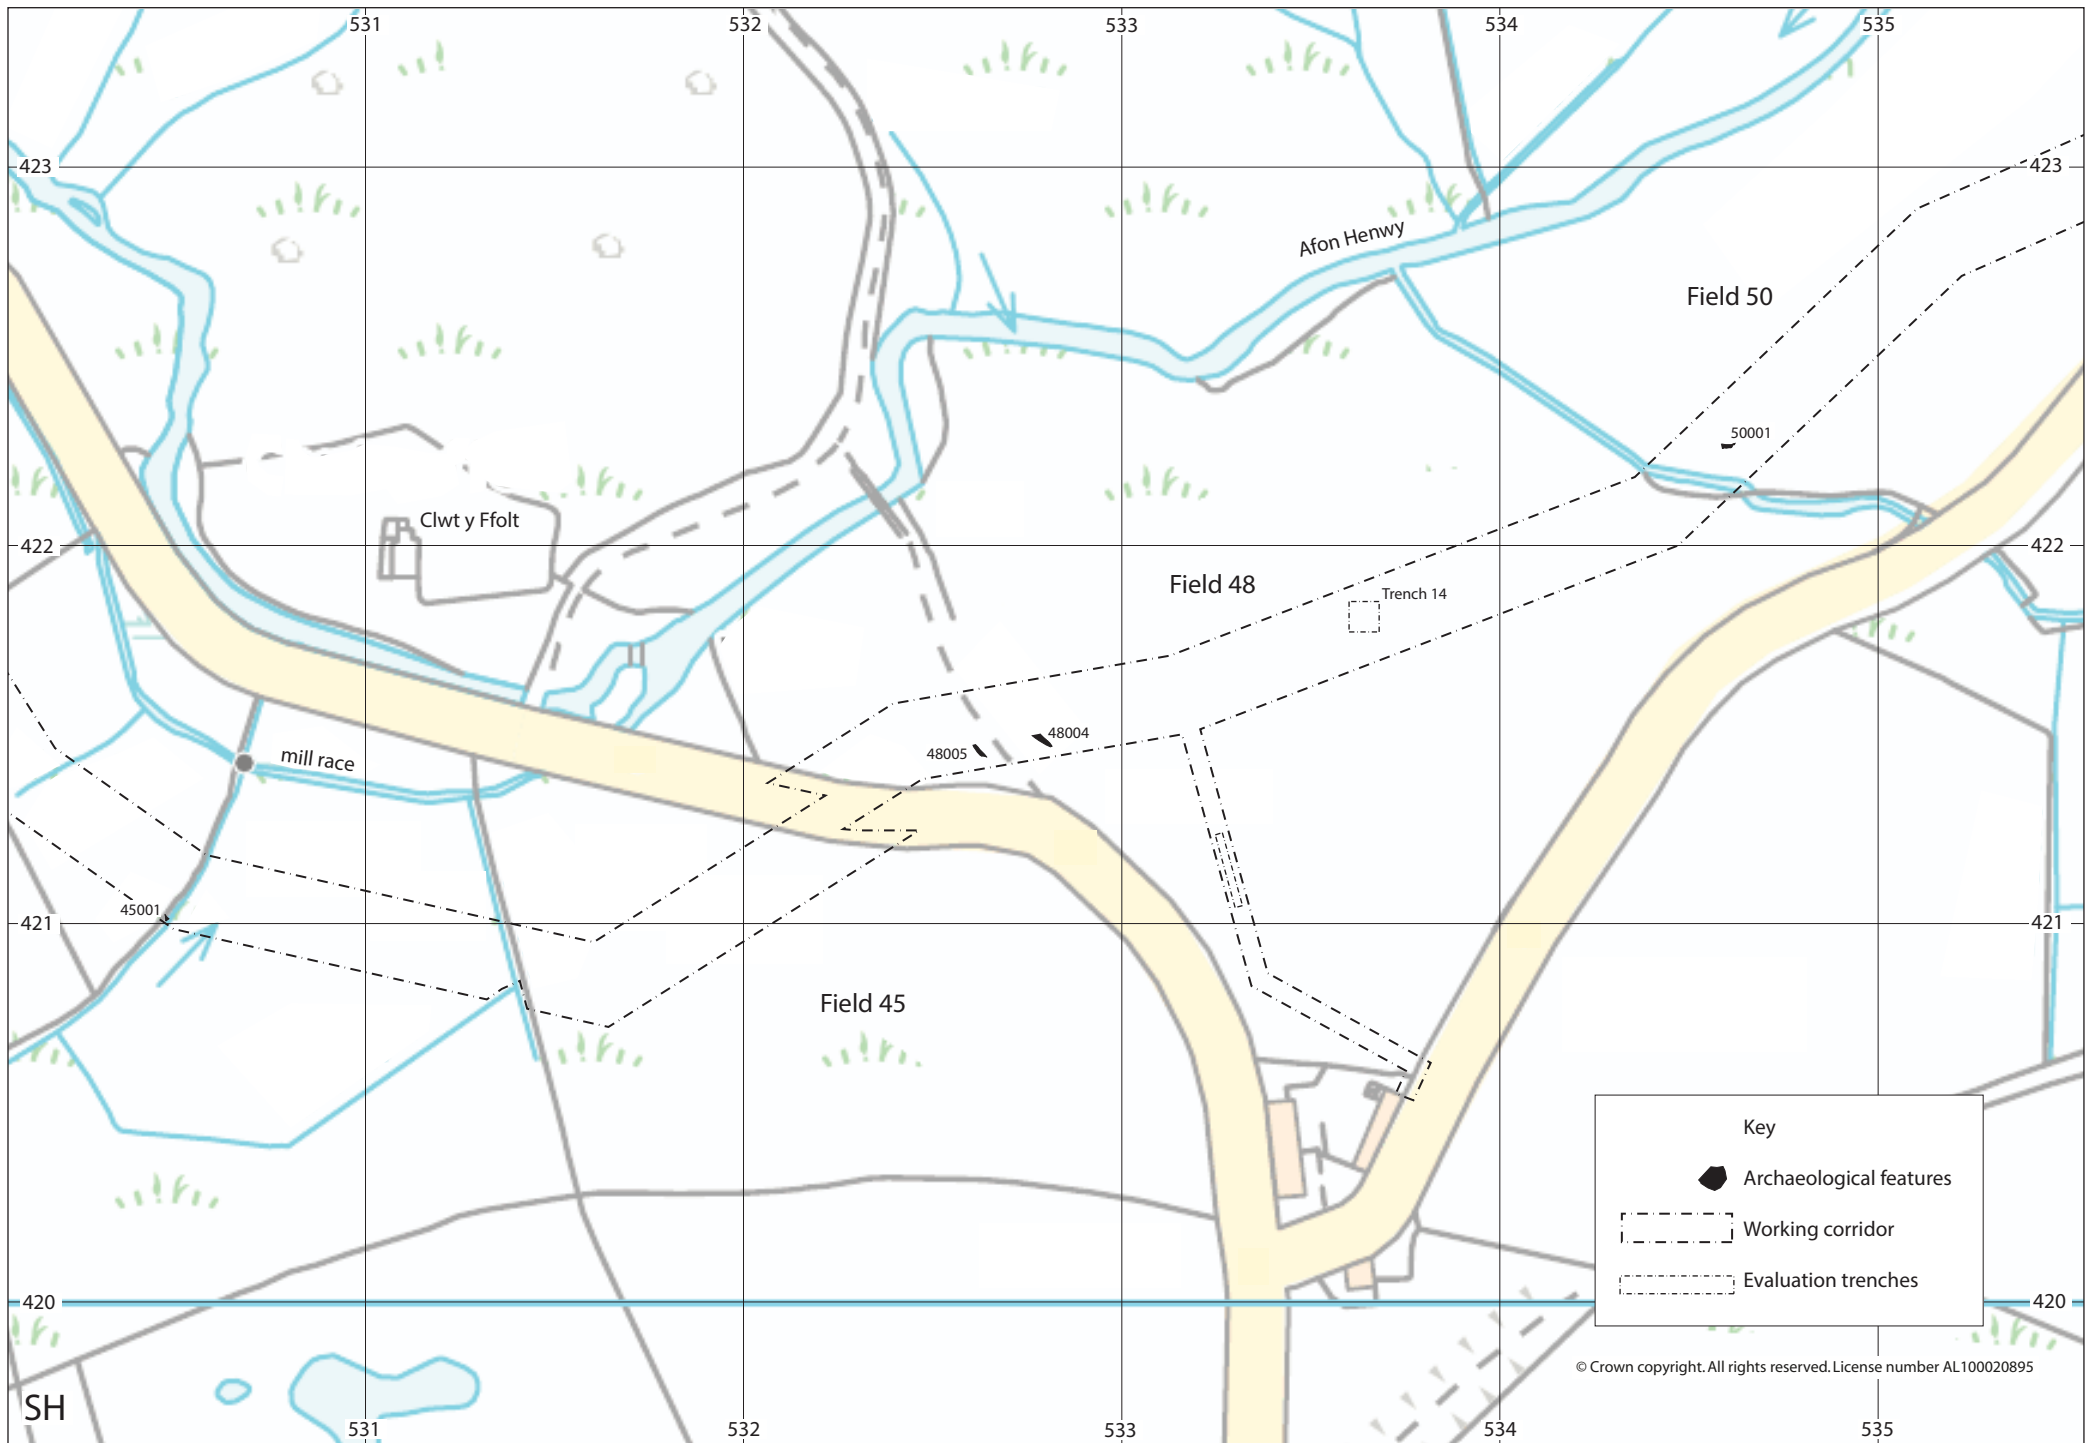 531 532 533 534 535
423 423
Afon Henwy
Field 50
50001
Clwt y Ffolt
422 422
Field 48
Trench 14
48004
48005
mill race
45001
421 421
Field 45
Key
Archaeological features
Working corridor
Evaluation trenches
420 420
© Crown copyright. All rights reserved. License number AL100020895
SH
531 532 533 534 535